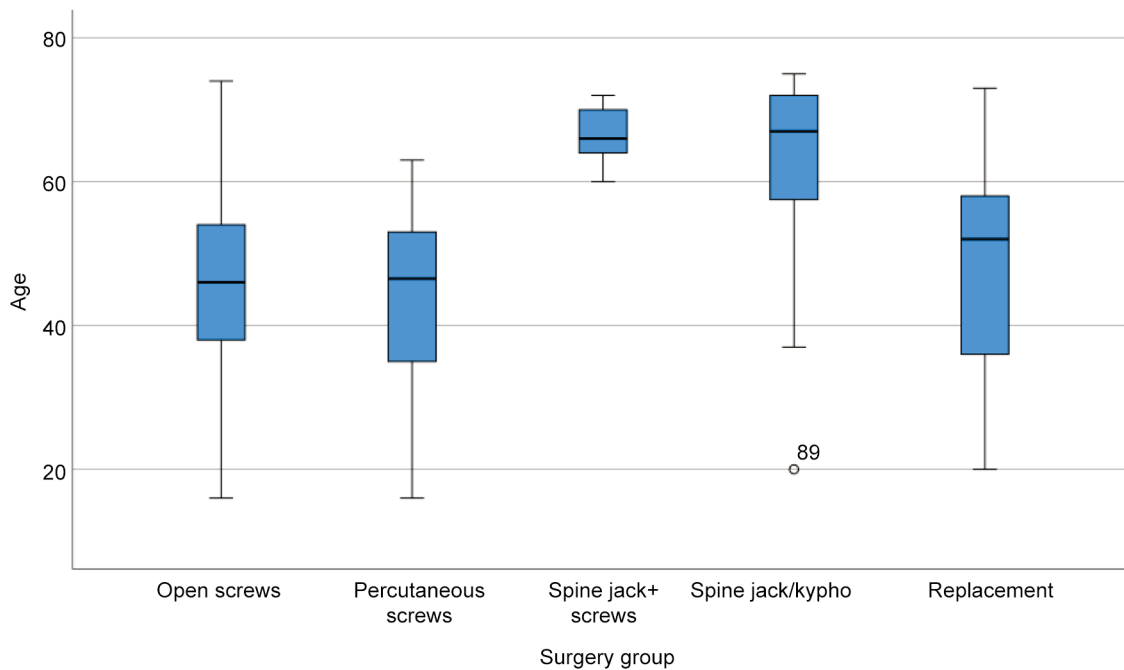 80
60
40
20
Age
89
Open screws
Percutaneous
screws
Spine jack+
screws
Spine jack/kypho
Replacement
Surgery group